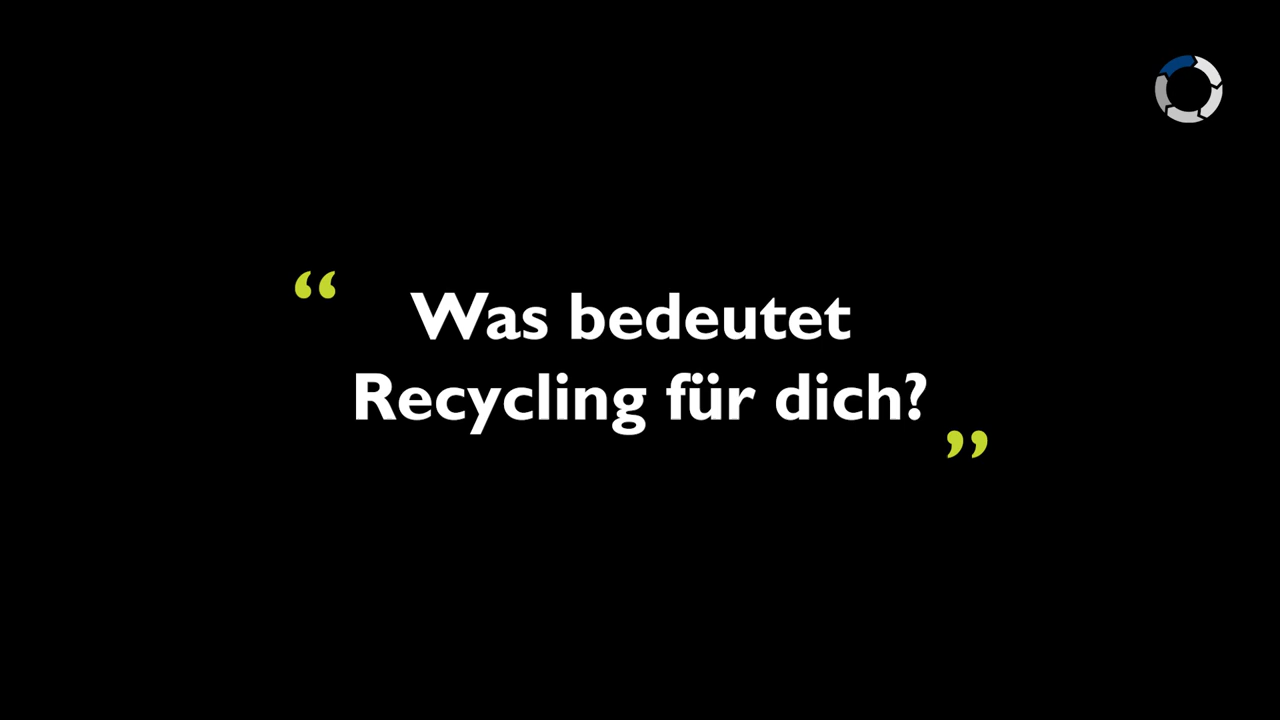 “ Was bedeutet
Recycling für dich? ”